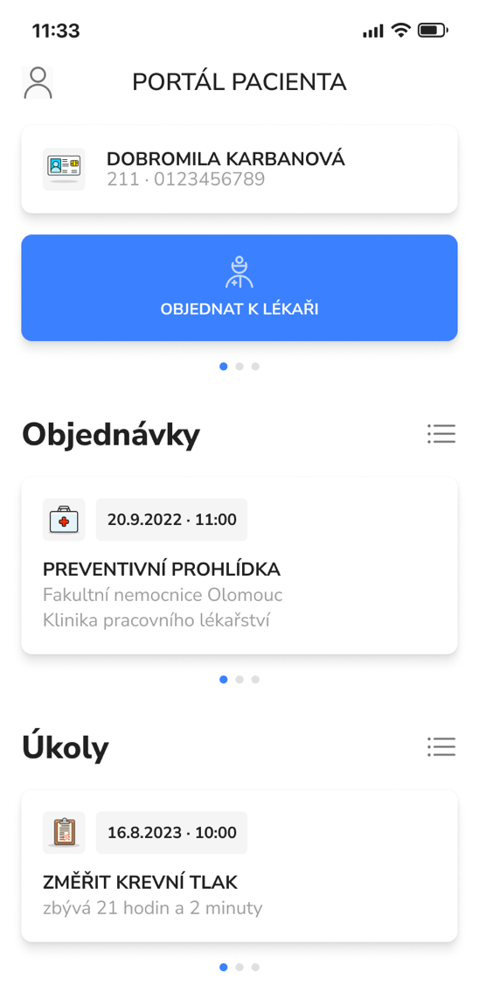 11:33
PORTÁL PACIENTA
DOBROMILA KARBANOVÁ
211 · 0123456789
OBJEDNAT K LÉKAŘI
Objednávky
20.9.2022 · 11:00
PREVENTIVNÍ PROHLÍDKA
Fakultní nemocnice Olomouc
Klinika pracovního lékařství
Úkoly
16.8.2023 · 10:00
ZMĚŘIT KREVNÍ TLAK
zbývá 21 hodin a 2 minuty